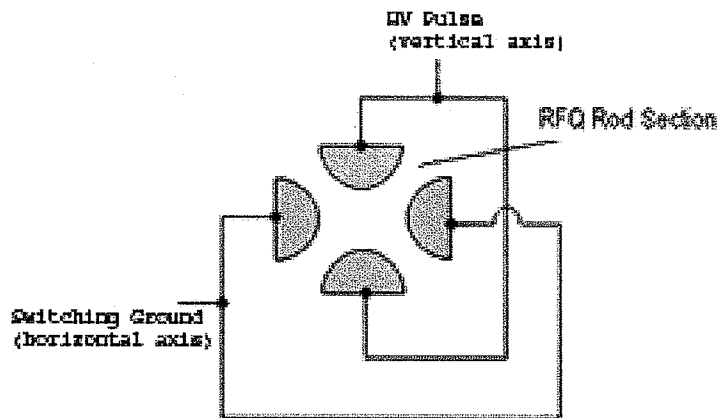 HV Pulse
(vertical axis)
RFQ Rod Section
Switching Ground
(horizontal axis)